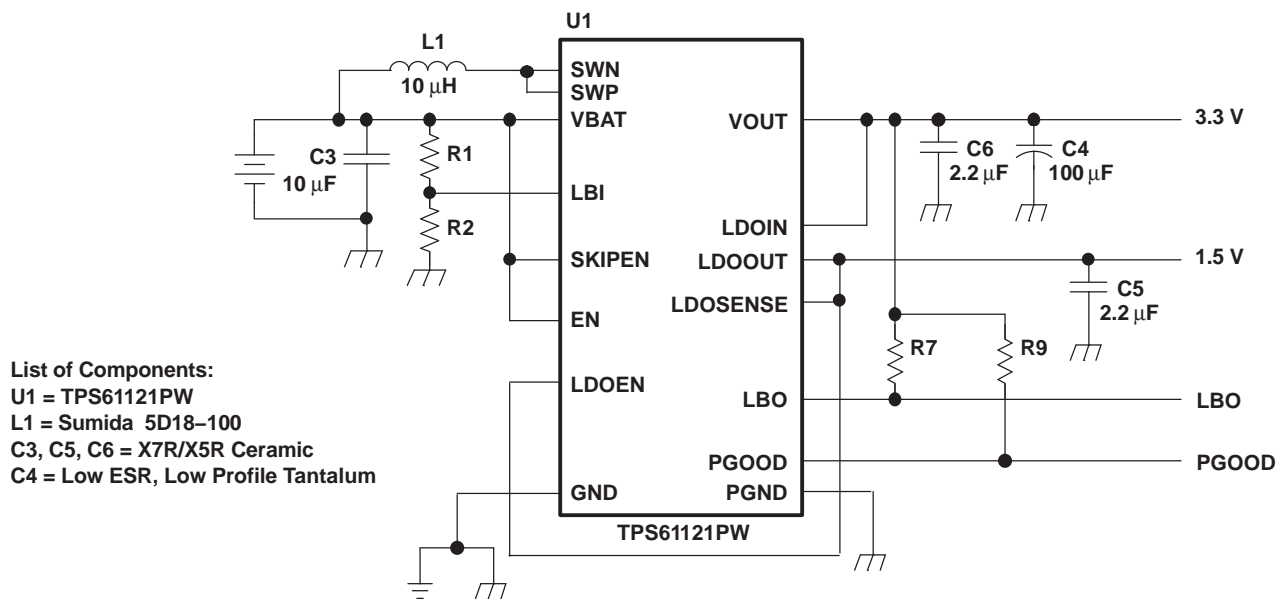 U1
L1
10 μH
SWN
SWP
VBAT
VOUT
3.3 V
C3
10 μF
R1
C6
2.2 μF
C4
100 μF
LBI
R2
LDOIN
SKIPEN
LDOOUT
1.5 V
LDOSENSE
C5
2.2 μF
EN
R7
R9
List of Components:
U1 = TPS61121PW
L1 = Sumida 5D18–100
C3, C5, C6 = X7R/X5R Ceramic
C4 = Low ESR, Low Profile Tantalum
LDOEN
LBO
LBO
PGOOD
PGOOD
GND
PGND
TPS61121PW